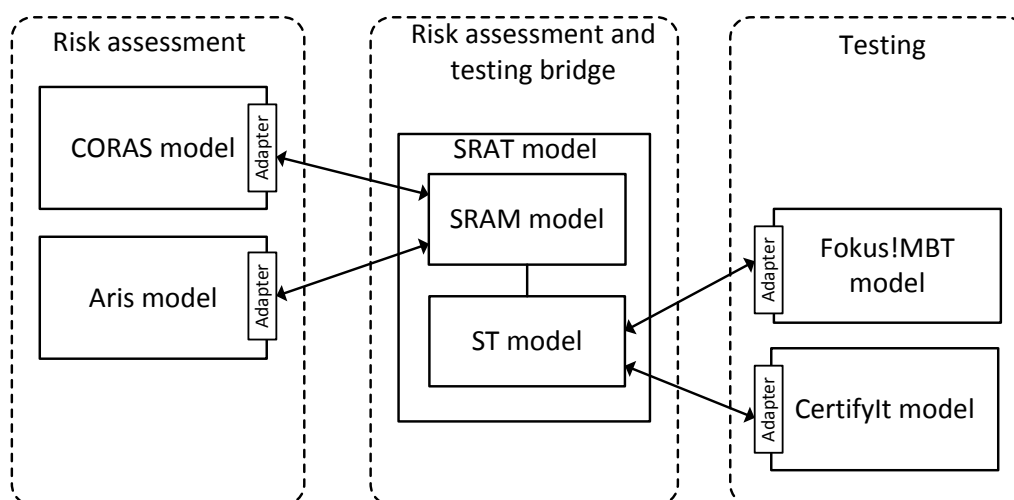 Risk assessment
CORAS model
Adapter
Aris model
Adapter
Risk assessment and
testing bridge
SRAT model
SRAM model
ST model
Testing
Adapter
Fokus!MBT
model
Adapter
CertifyIt model